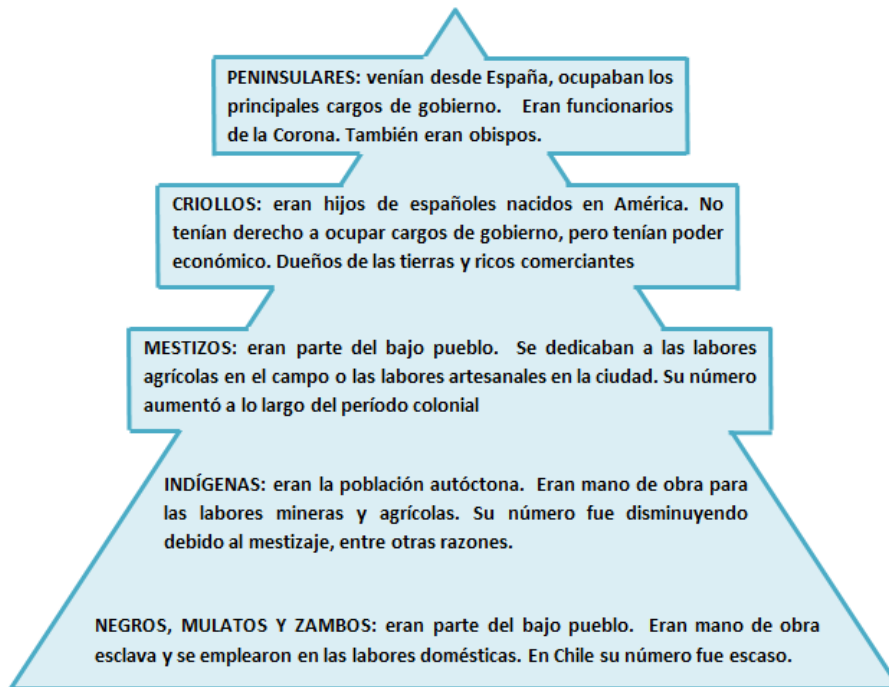 PENINSULARES: venían desde España, ocupaban los
principales cargos de gobierno. Eran funcionarios
de la Corona. También eran obispos.
CRIOLLOS: eran hijos de españoles nacidos en América. No
tenían derecho a ocupar cargos de gobierno, pero tenían poder
económico. Dueños de las tierras y ricos comerciantes
MESTIZOS: eran parte del bajo pueblo. Se dedicaban a las labores
agrícolas en el campo o las labores artesanales en la ciudad. Su número
aumentó a lo largo del período colonial
INDÍGENAS: eran la población autóctona. Eran mano de obra para
las labores mineras y agrícolas. Su número fue disminuyendo
debido al mestizaje, entre otras razones.
NEGROS, MULATOS Y ZAMBOS: eran parte del bajo pueblo. Eran mano de obra
esclava y se emplearon en las labores domésticas. En Chile su número fue escaso.